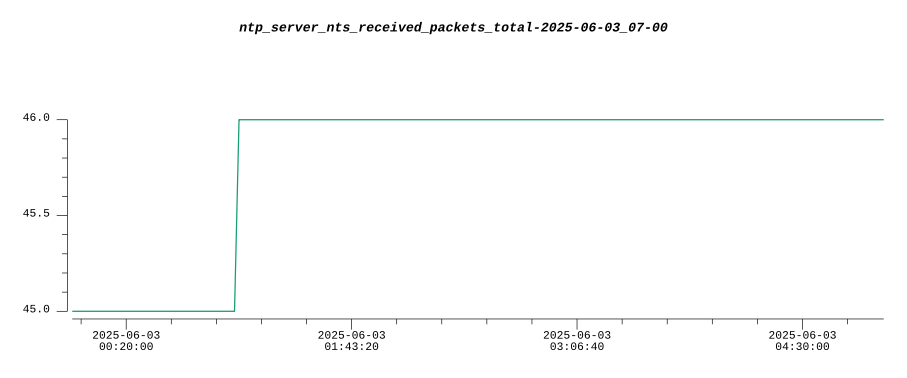 ntp_server_nts_received_packets_total-2025-06-03_07-00
46.0
45.5
45.0
2025-06-03 2025-06-03 2025-06-03 2025-06-03
00:20:00 01:43:20 03:06:40 04:30:00